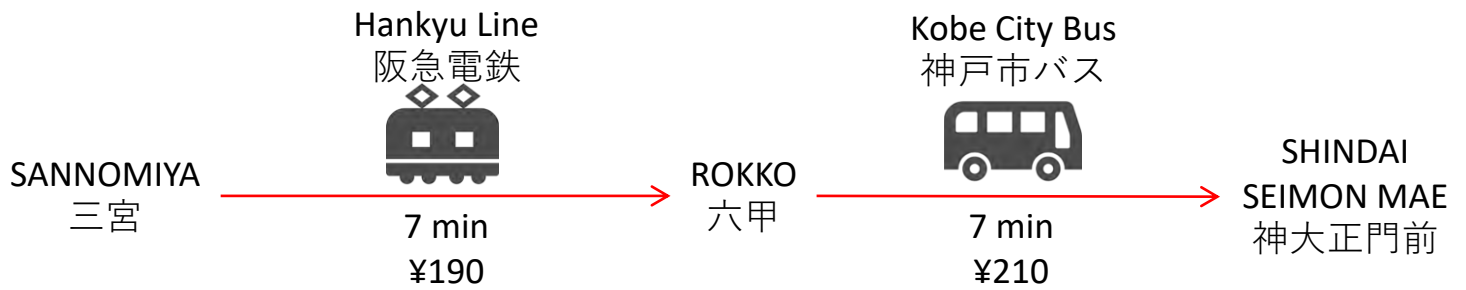 Hankyu Line
阪急電鉄
Kobe City Bus
神戸市バス
SANNOMIYA
三宮
7 min
¥190
ROKKO
六甲
7 min
¥210
SHINDAI
SEIMON MAE
神大正門前